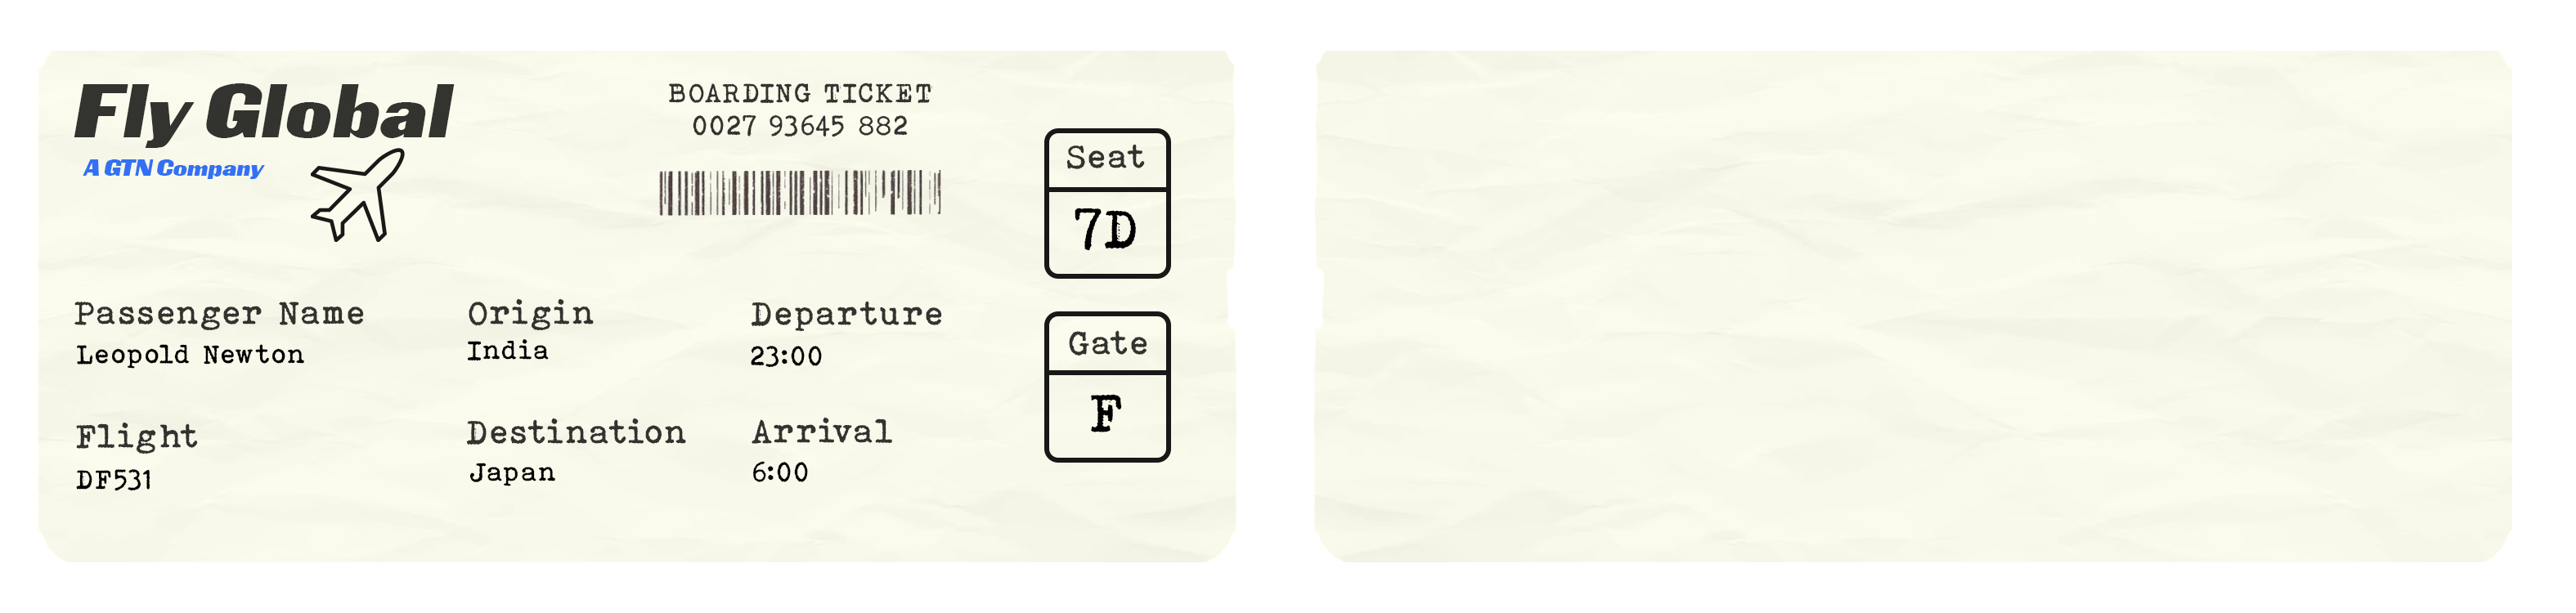 Fly Global
A GTN Company
BOARDING TICKET
0027 93645 882
Seat
7D
Passenger Name
Leopold Newton
Origin
India
Departure
23:00
Gate
F
Flight
DF531
Destination
Japan
Arrival
6:00